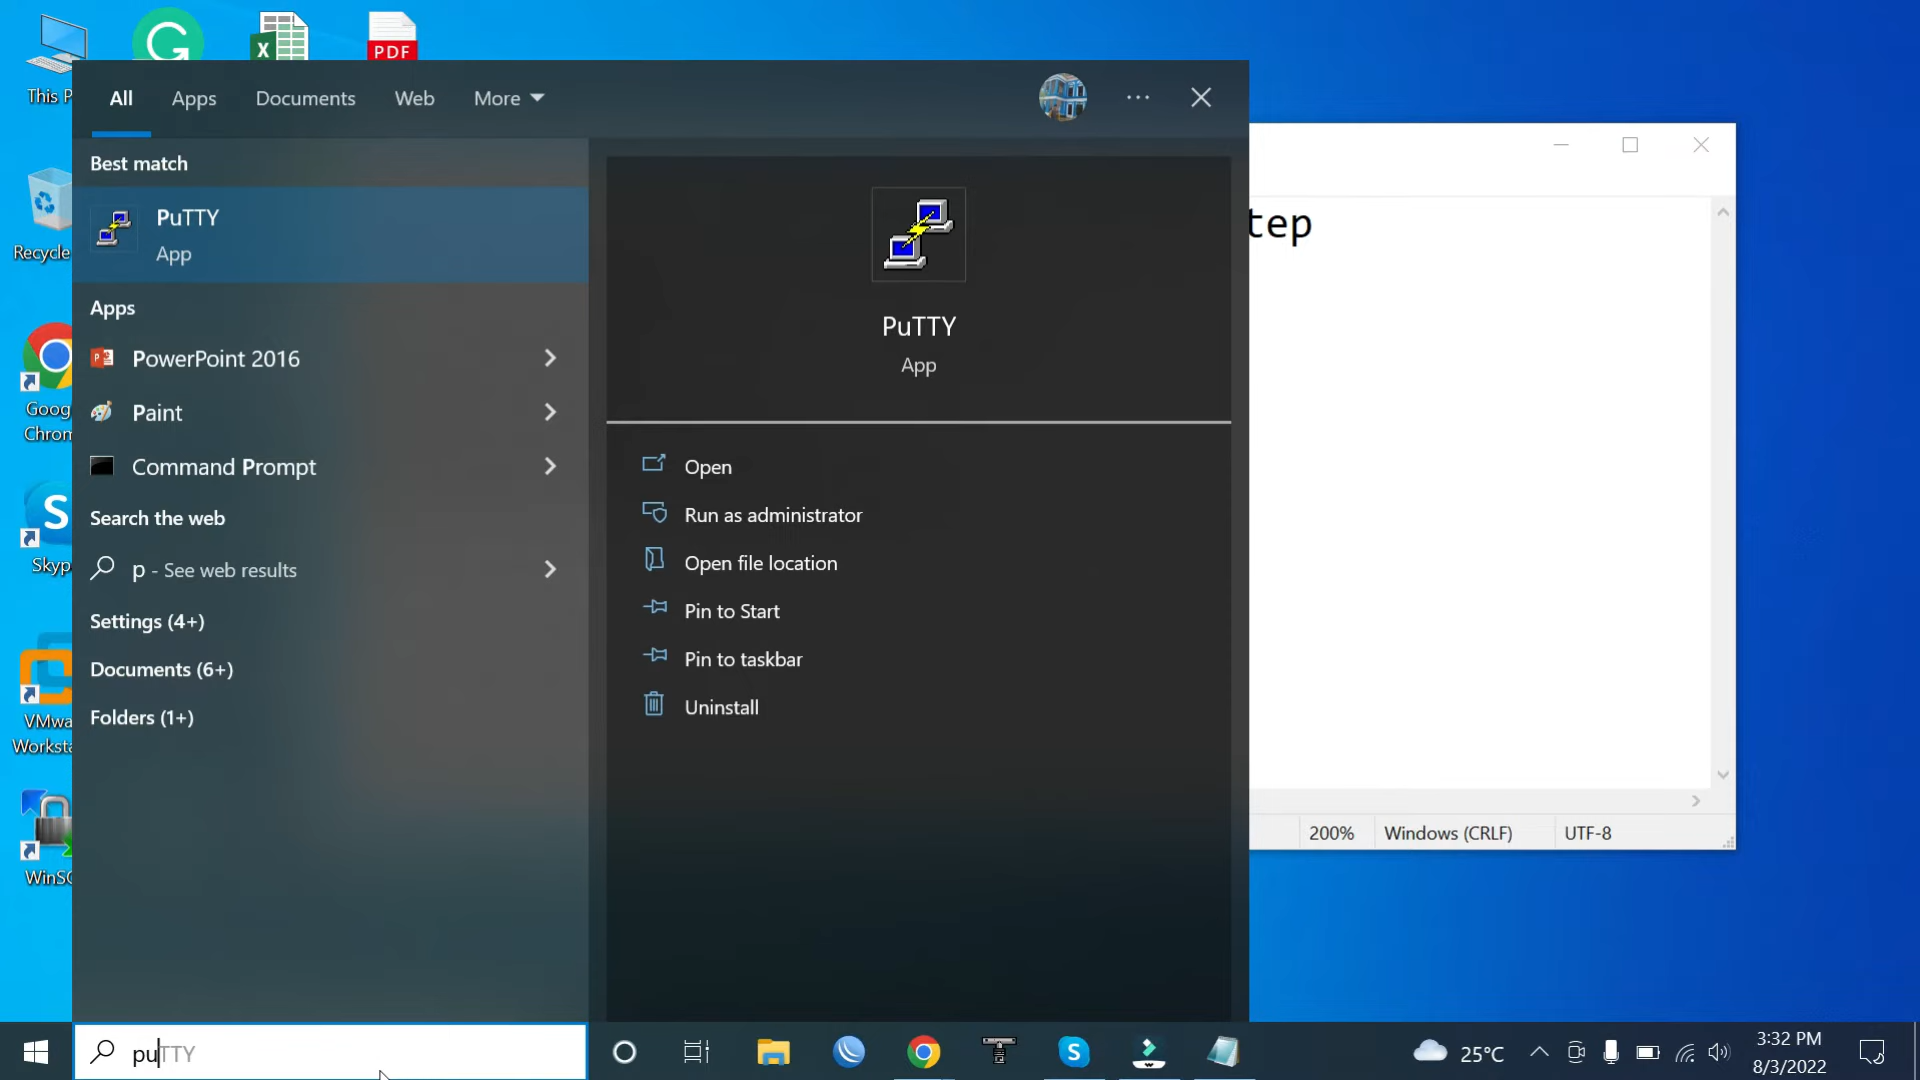 PDF
This P
Recycle
Goog
Chrom
Skyp
VMwa
Worksta
WinSC
All
Apps
Documents
Web
More
Best match
PuTTY
App
Apps
PowerPoint 2016
Paint
Command Prompt
Search the web
p - See web results
Settings (4+)
Documents (6+)
Folders (1+)
PuTTY
App
Open
Run as administrator
Open file location
Pin to Start
Pin to taskbar
Uninstall
tep
200%
Windows (CRLF)
UTF-8
puTTY
25°C
3:32 PM
8/3/2022